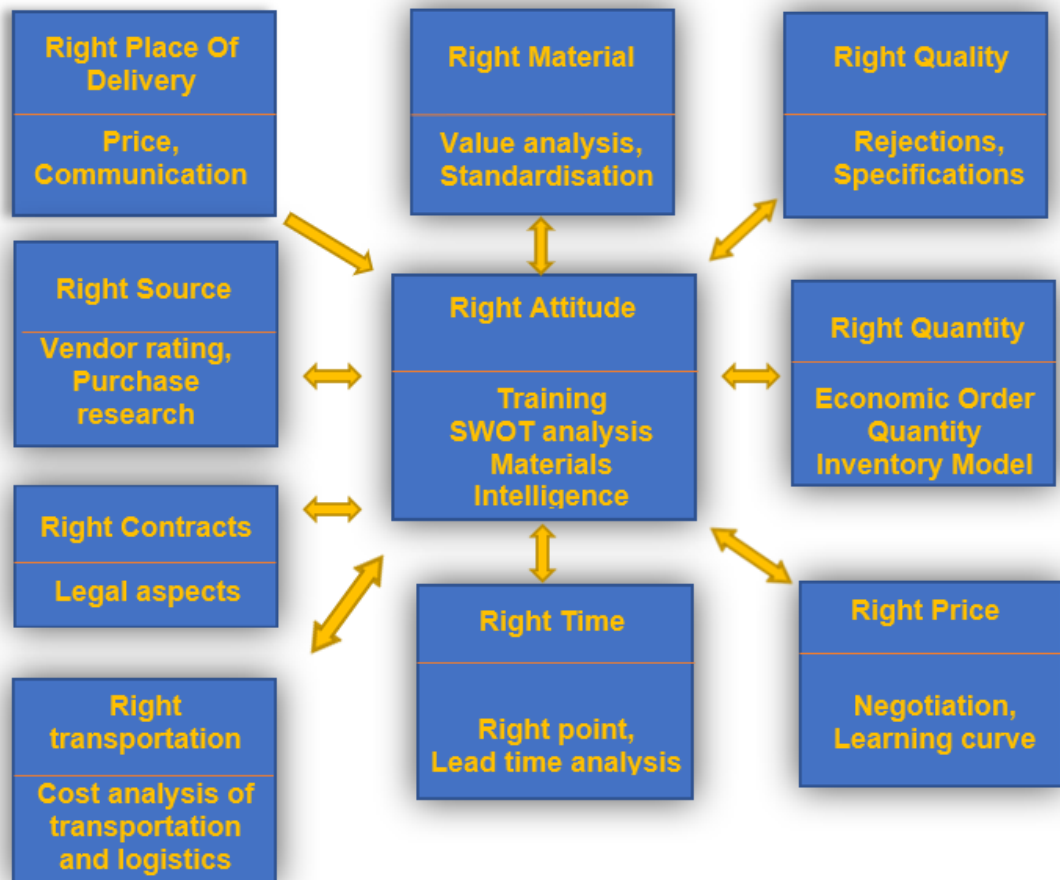 Right Place Of
Delivery
Price,
Communication
Right Material
Value analysis,
Standardisation
Right Quality
Rejections,
Specifications
Right Source
Vendor rating,
Purchase
research
Right Attitude
Training
SWOT analysis
Materials
Intelligence
Right Quantity
Economic Order
Quantity
Inventory Model
Right Contracts
Legal aspects
Right Time
Right point,
Lead time analysis
Right Price
Negotiation,
Learning curve
Right
transportation
Cost analysis of
transportation
and logistics